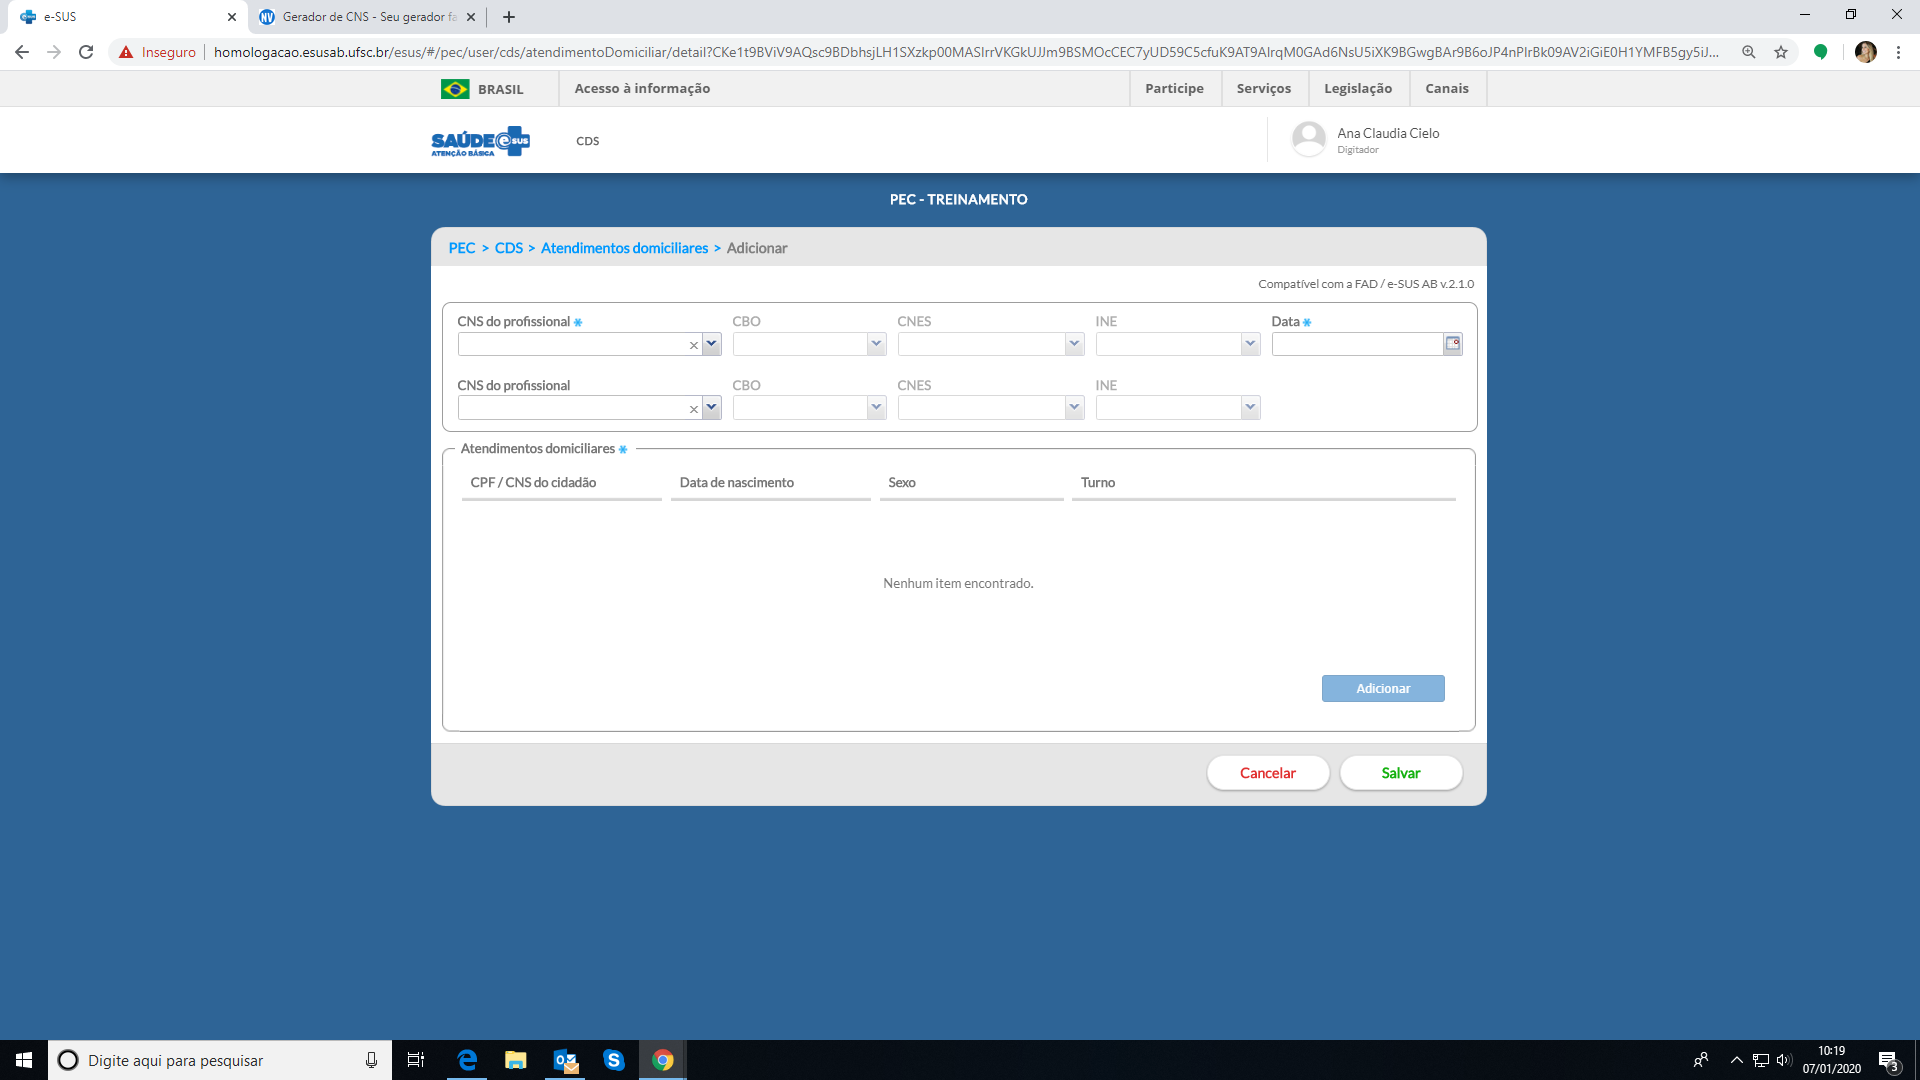 e-SUS
Gerador de CNS - Seu gerador fa
Inseguro
homologacao.esusab.ufsc.br/esus/#/pec/user/cds/atendimentoDomiciliar/detail?CKe1t9BViV9AQsc9BDbhsjLH1SXzkp00MASIrrVKGkUJJm9BSMOcCEC7yUD59C5cfuK9AT9AIrqM0GAd6NsU5iXK9BGwgBAr9B6oJP4nPIrBk09AV2iGiE0H1YMFB5gy5iJ...
BRASIL
Acesso à informação
Participe
Serviços
Legislação
Canais
SAÚDE e SUS
ATENÇÃO BÁSICA
CDS
Ana Claudia Cielo
Digitador
PEC - TREINAMENTO
PEC > CDS > Atendimentos domiciliares > Adicionar
Compatível com a FAD / e-SUS AB v.2.1.0
CNS do profissional * CBO CNES INE Data *
CNS do profissional CBO CNES INE
Atendimentos domiciliares *
CPF / CNS do cidadão Data de nascimento Sexo Turno
Nenhum item encontrado.
Adicionar
Cancelar Salvar
Digite aqui para pesquisar
10:19
07/01/2020
3